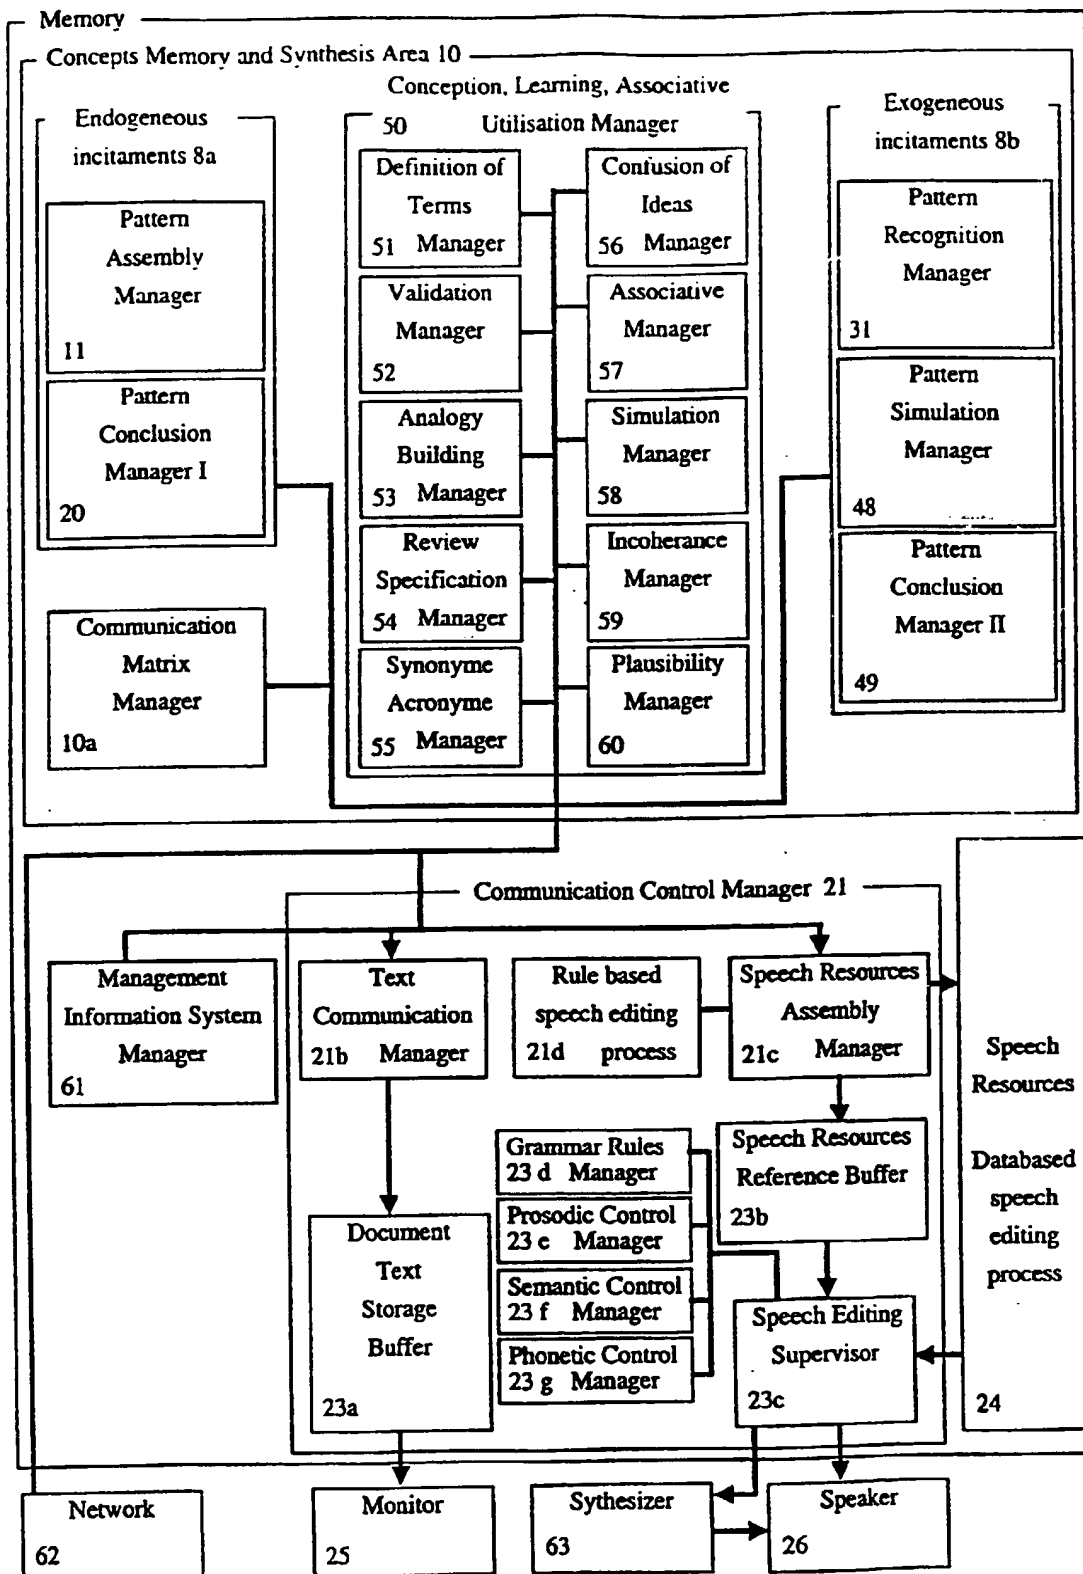 Memory
Concepts Memory and Synthesis Area 10
Conception, Learning, Associative
50 Utilisation Manager
Endogeneous
incitaments 8a
Pattern
Assembly
Manager
11
Pattern
Conclusion
Manager I
20
Communication
Matrix
Manager
10a
Definition of
Terms
51 Manager
Validation
Manager
52
Analogy
Building
53 Manager
Review
Specification
54 Manager
Synonyme
Acronyme
55 Manager
Confusion of
Ideas
56 Manager
Associative
Manager
57
Simulation
Manager
58
Incoherance
Manager
59
Plausibility
Manager
60
Exogeneous
incitaments 8b
Pattern
Recognition
Manager
31
Pattern
Simulation
Manager
48
Pattern
Conclusion
Manager II
49
Communication Control Manager 21
Management
Information System
Manager
61
Text
Communication
21b Manager
Rule based
speech editing
21d process
Speech Resources
Assembly
21c Manager
Speech Resources
Reference Buffer
23b
Grammar Rules
23 d Manager
Prosodic Control
23 e Manager
Semantic Control
23 f Manager
Phonetic Control
23 g Manager
Document
Text
Storage
Buffer
23a
Speech Editing
Supervisor
23c
Speech
Resources
Databased
speech
editing
process
24
Network
62
Monitor
25
Sythesizer
63
Speaker
26